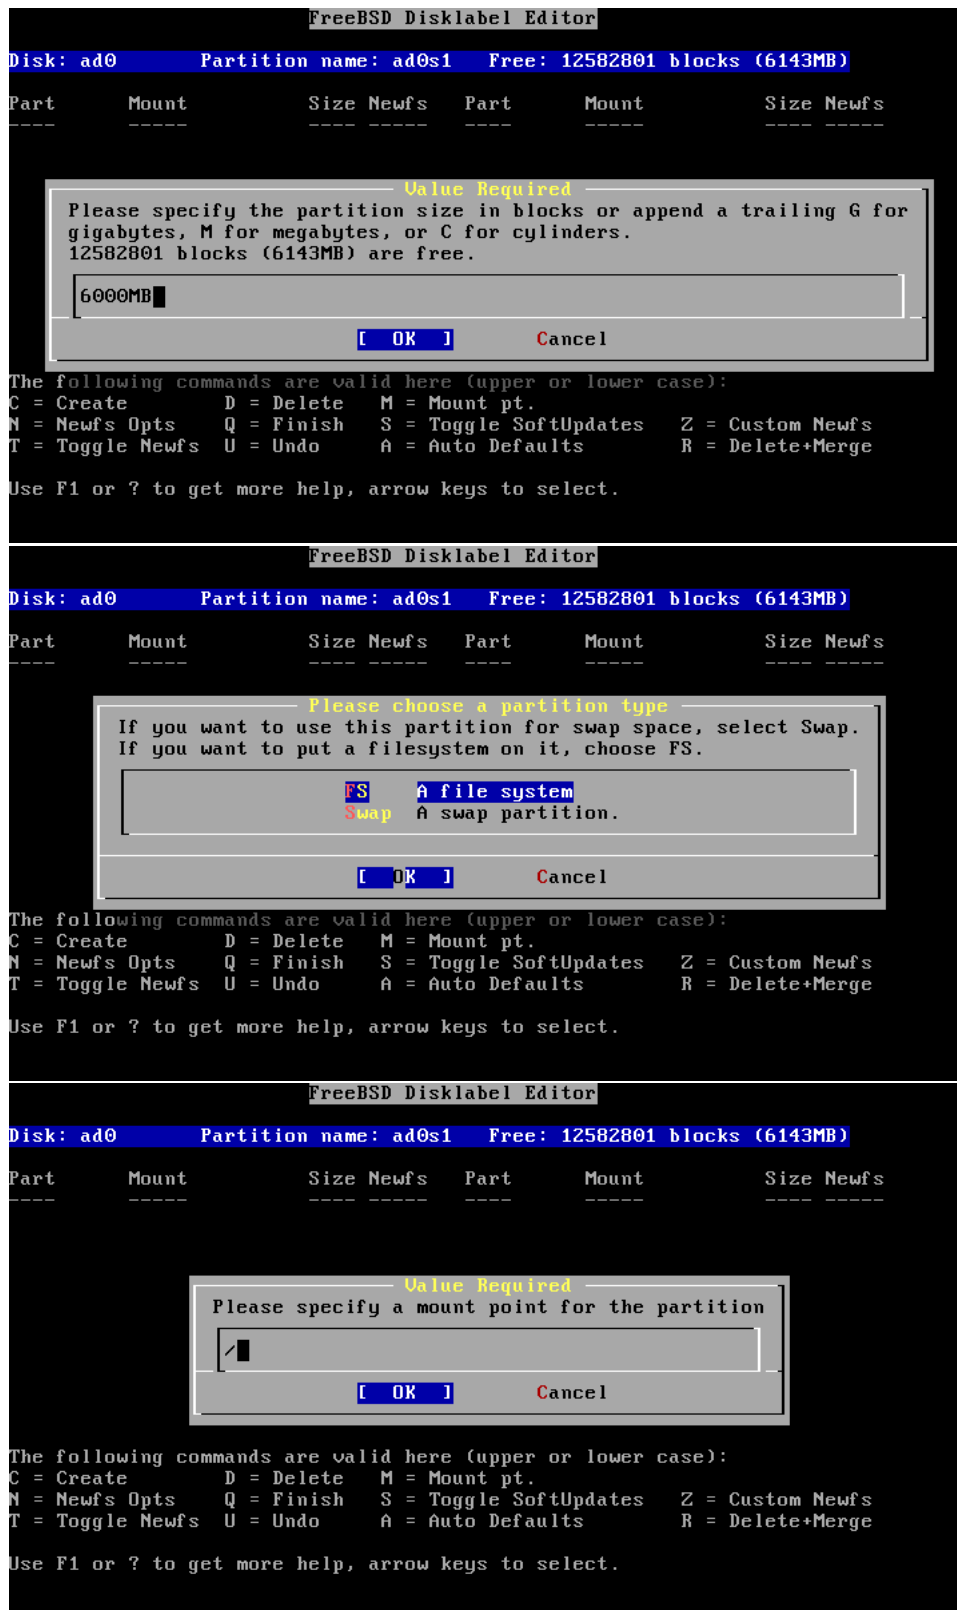 FreeBSD Disklabel Editor
Disk: ad0 Partition name: ad0s1 Free: 12582801 blocks (6143MB)
Part Mount Size Newfs Part Mount Size Newfs
---- ----- ---- ----- ---- ----- ---- -----
Value Required
Please specify the partition size in blocks or append a trailing G for
gigabytes, M for megabytes, or C for cylinders.
12582801 blocks (6143MB) are free.
6000MB
[ OK ] Cancel
The following commands are valid here (upper or lower case):
C = Create D = Delete M = Mount pt.
N = Newfs Opts Q = Finish S = Toggle SoftUpdates Z = Custom Newfs
T = Toggle Newfs U = Undo A = Auto Defaults R = Delete+Merge
Use F1 or ? to get more help, arrow keys to select.
FreeBSD Disklabel Editor
Disk: ad0 Partition name: ad0s1 Free: 12582801 blocks (6143MB)
Part Mount Size Newfs Part Mount Size Newfs
---- ----- ---- ----- ---- ----- ---- -----
Please choose a partition type
If you want to use this partition for swap space, select Swap.
If you want to put a filesystem on it, choose FS.
FS A file system
Swap A swap partition.
[ OK ] Cancel
The following commands are valid here (upper or lower case):
C = Create D = Delete M = Mount pt.
N = Newfs Opts Q = Finish S = Toggle SoftUpdates Z = Custom Newfs
T = Toggle Newfs U = Undo A = Auto Defaults R = Delete+Merge
Use F1 or ? to get more help, arrow keys to select.
FreeBSD Disklabel Editor
Disk: ad0 Partition name: ad0s1 Free: 12582801 blocks (6143MB)
Part Mount Size Newfs Part Mount Size Newfs
---- ----- ---- ----- ---- ----- ---- -----
Value Required
Please specify a mount point for the partition
/
[ OK ] Cancel
The following commands are valid here (upper or lower case):
C = Create D = Delete M = Mount pt.
N = Newfs Opts Q = Finish S = Toggle SoftUpdates Z = Custom Newfs
T = Toggle Newfs U = Undo A = Auto Defaults R = Delete+Merge
Use F1 or ? to get more help, arrow keys to select.